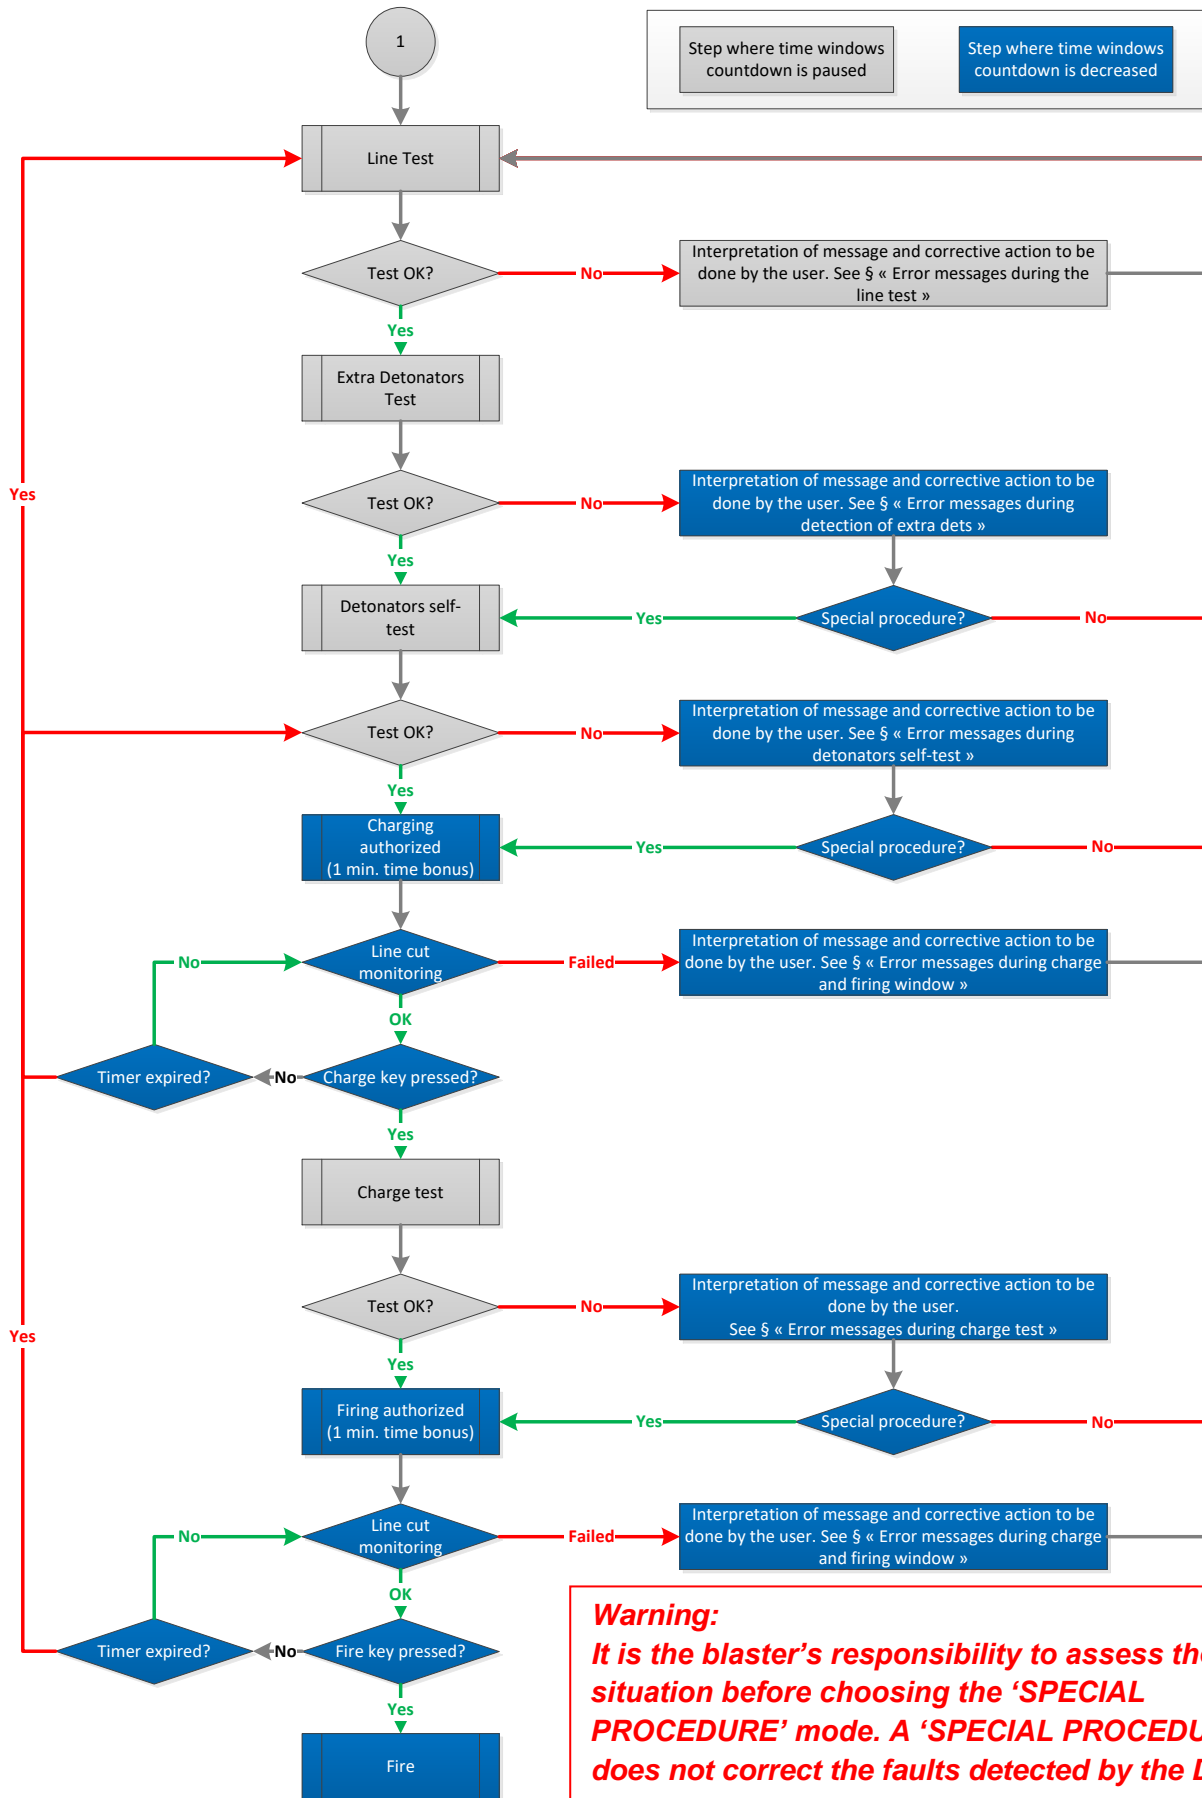 1
Step where time windows
countdown is paused
Step where time windows
countdown is decreased
Line Test
Test OK?
No
Interpretation of message and corrective action to be
done by the user. See § « Error messages during the
line test »
Yes
Extra Detonators
Test
Yes
Test OK?
No
Interpretation of message and corrective action to be
done by the user. See § « Error messages during
detection of extra dets »
Yes
Detonators self-
test
Yes
Special procedure?
No
Test OK?
No
Interpretation of message and corrective action to be
done by the user. See § « Error messages during
detonators self-test »
Yes
Charging
authorized
(1 min. time bonus)
Yes
Special procedure?
No
No
Line cut
monitoring
Failed
Interpretation of message and corrective action to be
done by the user. See § « Error messages during charge
and firing window »
OK
Timer expired?
No
Charge key pressed?
Yes
Charge test
Yes
Test OK?
No
Interpretation of message and corrective action to be
done by the user.
See § « Error messages during charge test »
Yes
Firing authorized
(1 min. time bonus)
Yes
Special procedure?
No
No
Line cut
monitoring
Failed
Interpretation of message and corrective action to be
done by the user. See § « Error messages during charge
and firing window »
OK
Timer expired?
No
Fire key pressed?
Yes
Fire
Warning:
It is the blaster’s responsibility to assess the
situation before choosing the ‘SPECIAL
PROCEDURE’ mode. A ‘SPECIAL
does not correct the faults detected by the